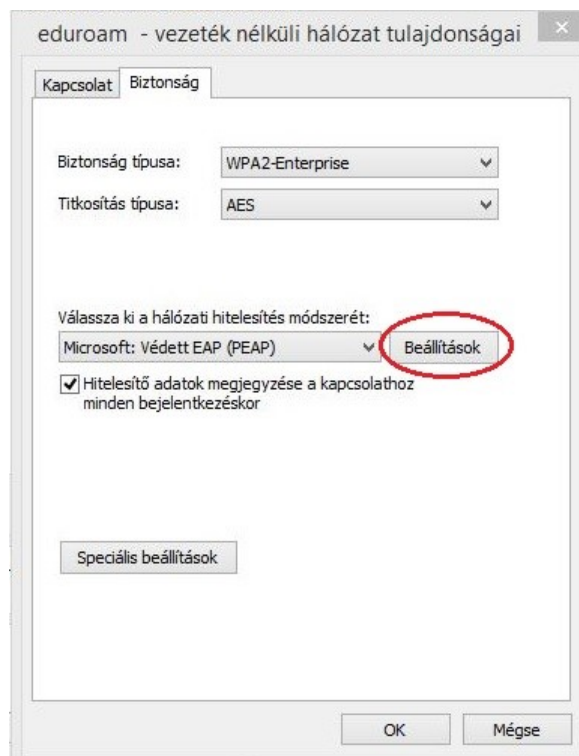 eduroam - vezeték nélküli hálózat tulajdonságai
Kapcsolat Biztonság
Biztonság típusa: WPA2-Enterprise
Titkosítás típusa: AES
Válassza ki a hálózati hitelesítés módszerét:
Microsoft: Védett EAP (PEAP) Beállítások
Hitelesítő adatok megjegyzése a kapcsolathoz
minden bejelentkezéskor
Speciális beállítások
OK Mégse